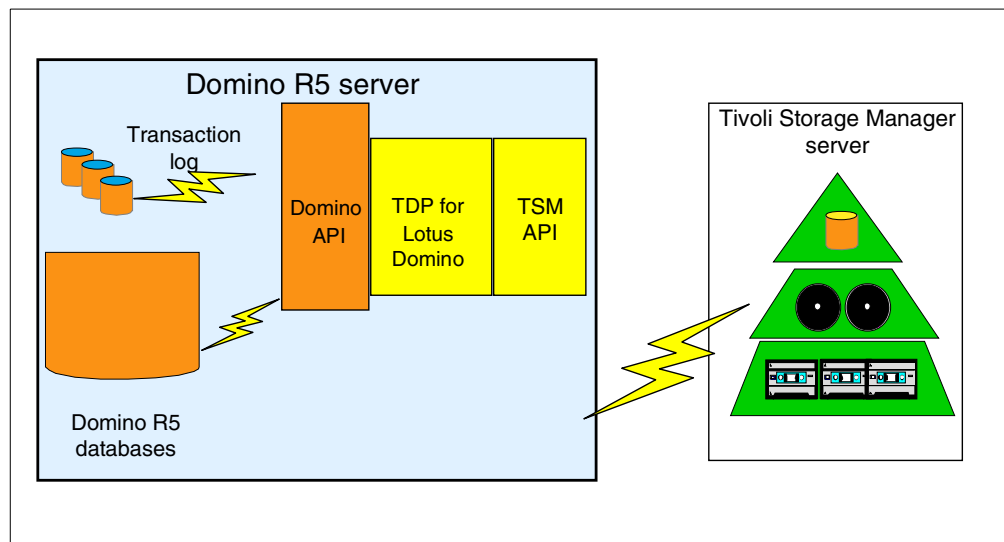 Domino R5 server
Transaction
log
Domino
API
TDP for
Lotus
Domino
TSM
API
Domino R5
databases
Tivoli Storage Manager
server